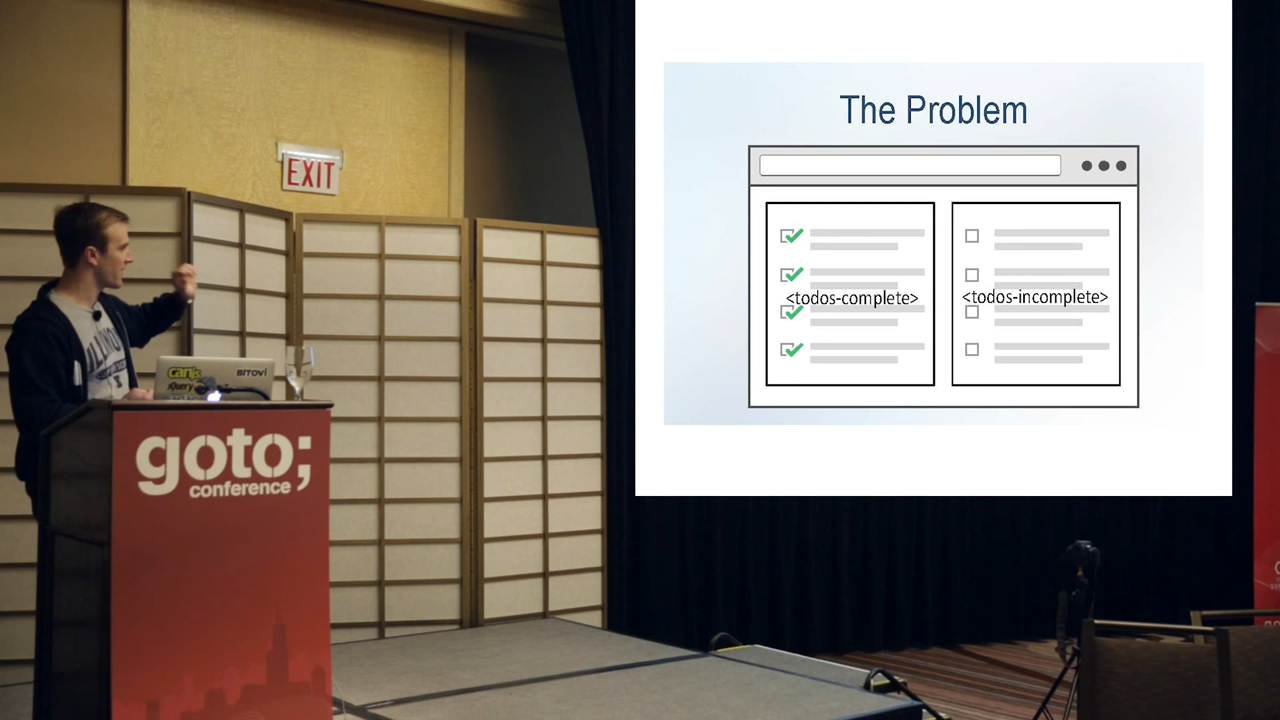 The Problem
<todos-complete>
<todos-incomplete>
EXIT
canjs
BITOVI
jQuery
goto;
conference